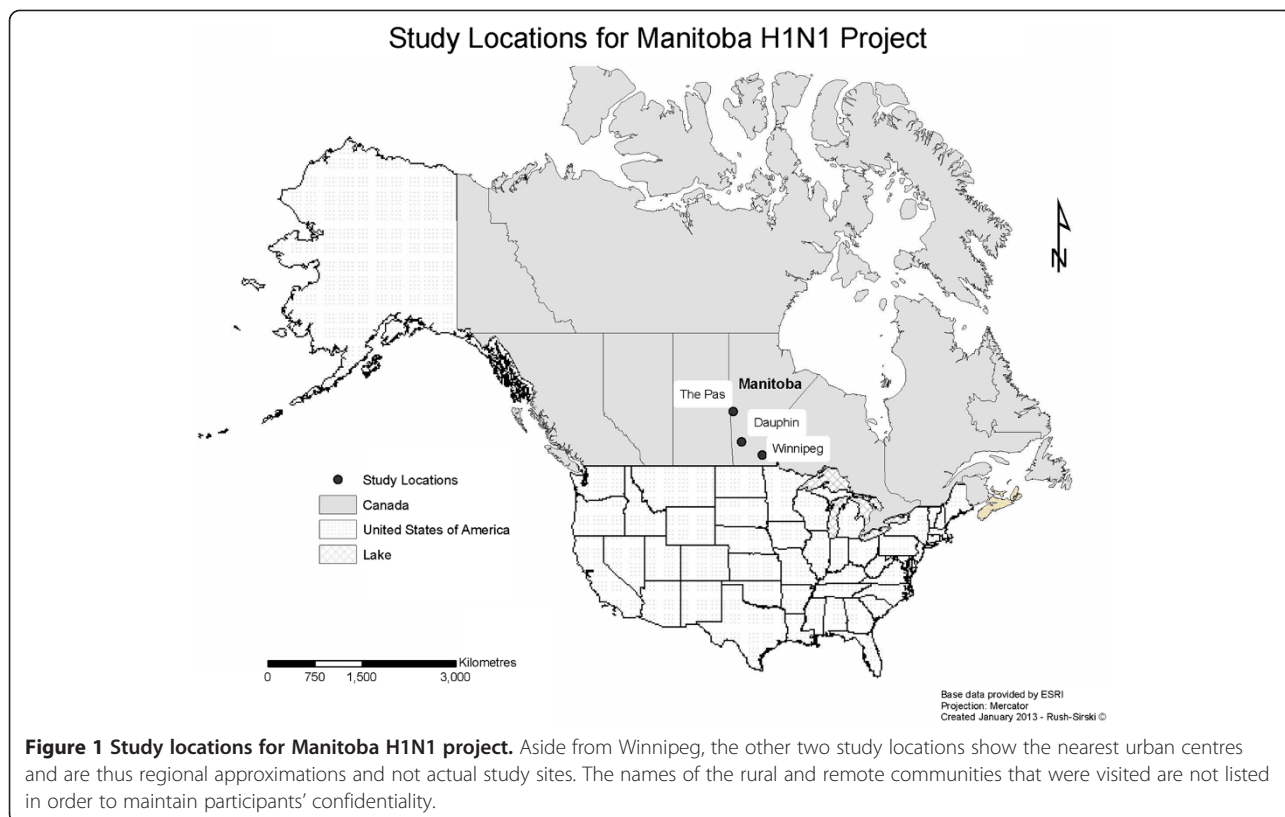 Study Locations for Manitoba H1N1 Project
N
Manitoba
The Pas
Dauphin
Winnipeg
Study Locations
Canada
United States of America
Lake
Kilometres
0 750 1,500 3,000
Base data provided by ESRI
Projection: Mercator
Created January 2013 - Rush-Sirski ©
Figure 1 Study locations for Manitoba H1N1 project. Aside from Winnipeg, the other two study locations show the nearest urban centres
and are thus regional approximations and not actual study sites. The names of the rural and remote communities that were visited are not listed
in order to maintain participants’ confidentiality.